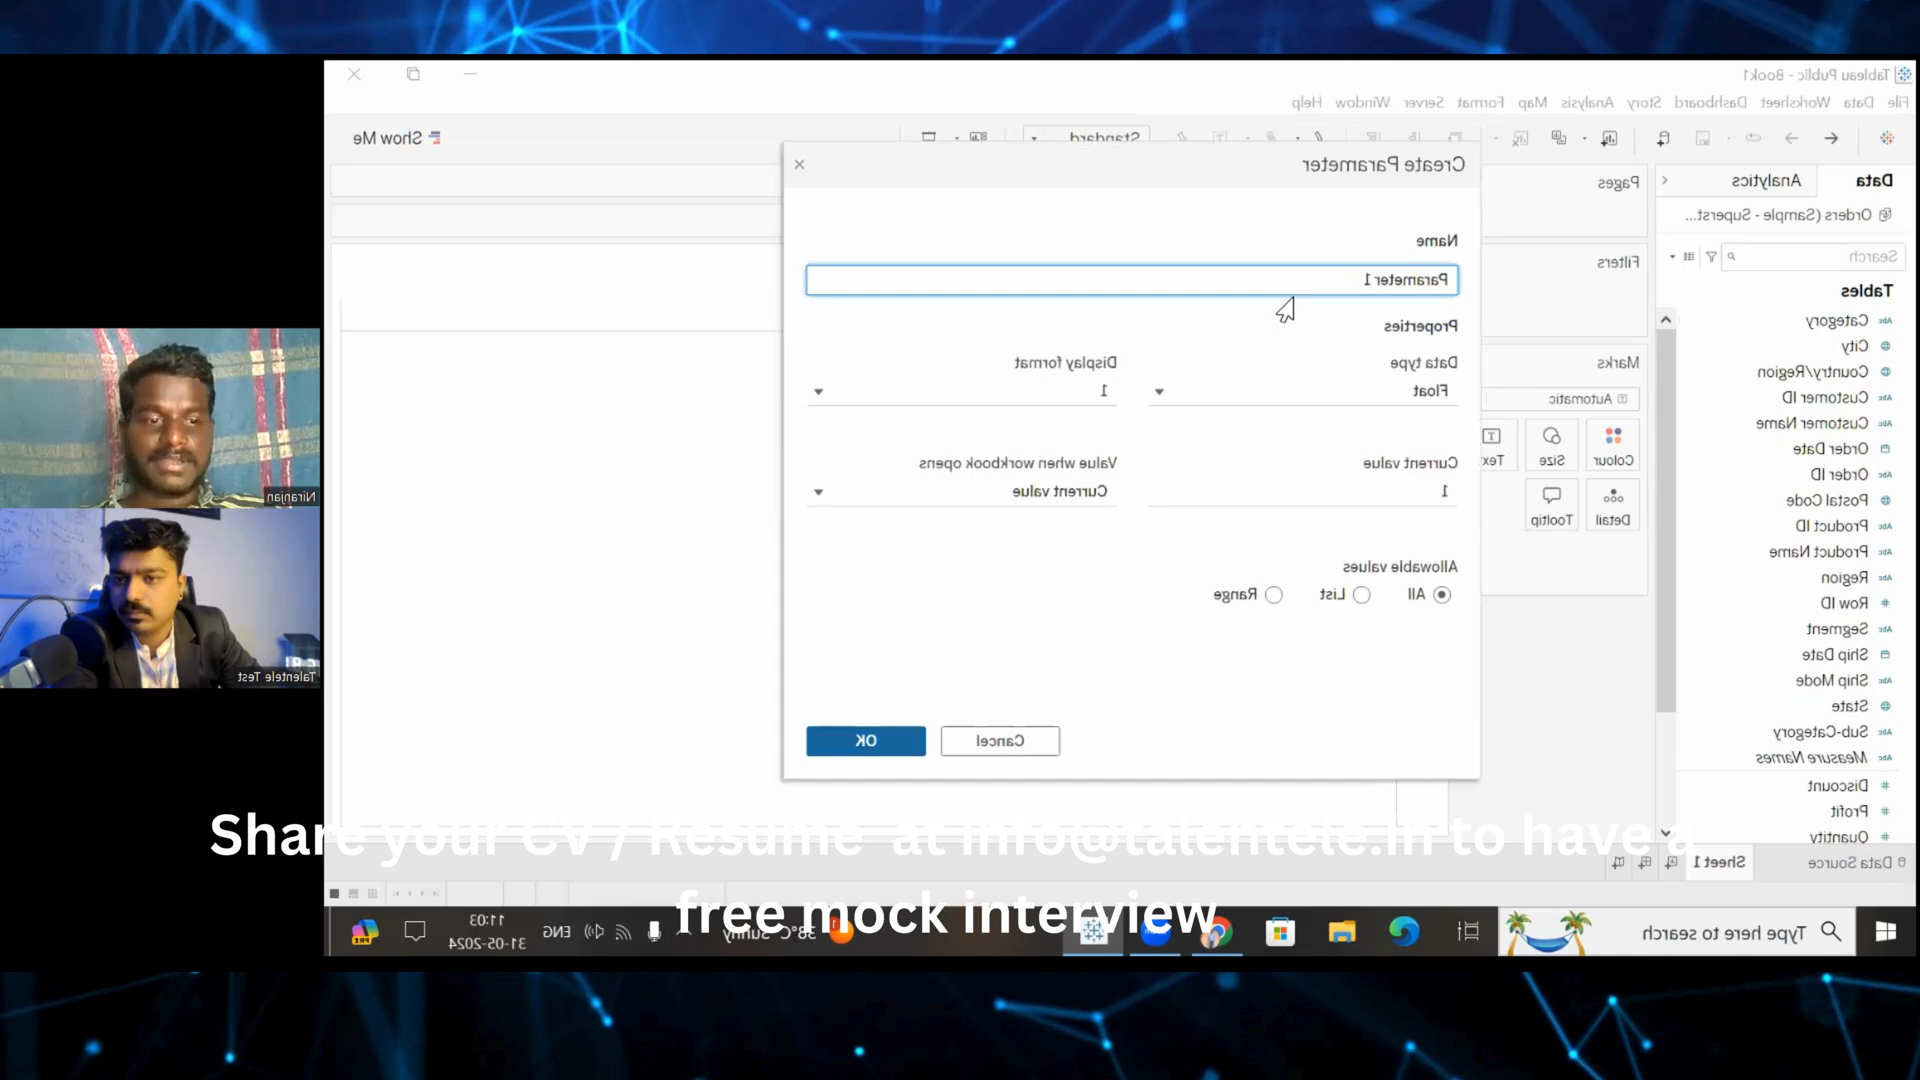 Tableau Public - Book1
File Data Worksheet Dashboard Story Analysis Map Format Server Window Help
Standard
Show Me
Data Analytics
Orders (Sample - Superst...
Search
Tables
Category
City
Country/Region
Customer ID
Customer Name
Order Date
Order ID
Postal Code
Product ID
Product Name
Region
Row ID
Segment
Ship Date
Ship Mode
State
Sub-Category
Measure Names
Discount
Profit
Quantity
Pages
Filters
Marks
Automatic
Colour Size Tex
Detail Tooltip
Create Parameter
Name
Parameter 1
Properties
Data type Display format
Float 1
Current value Value when workbook opens
1 Current value
Allowable values
All List Range
Cancel OK
Niranjan
Talentele Test
Data Source Sheet 1
Share your CV / Resume at info@talentele.in to have a
free mock interview
Type here to search
38°C Sunny
ENG
11:03
31-05-2024